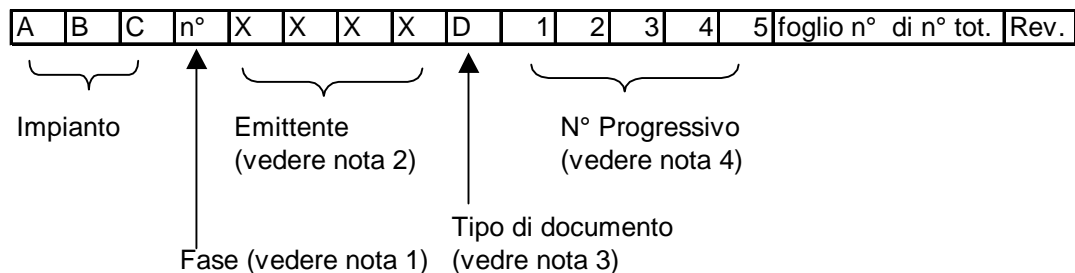 A B C n° X X X X D 1 2 3 4 5 foglio n° di n° tot. Rev.
Impianto
Emittente
(vedere nota 2)
N° Progressivo
(vedere nota 4)
Tipo di documento
(vedre nota 3)
Fase (vedere nota 1)